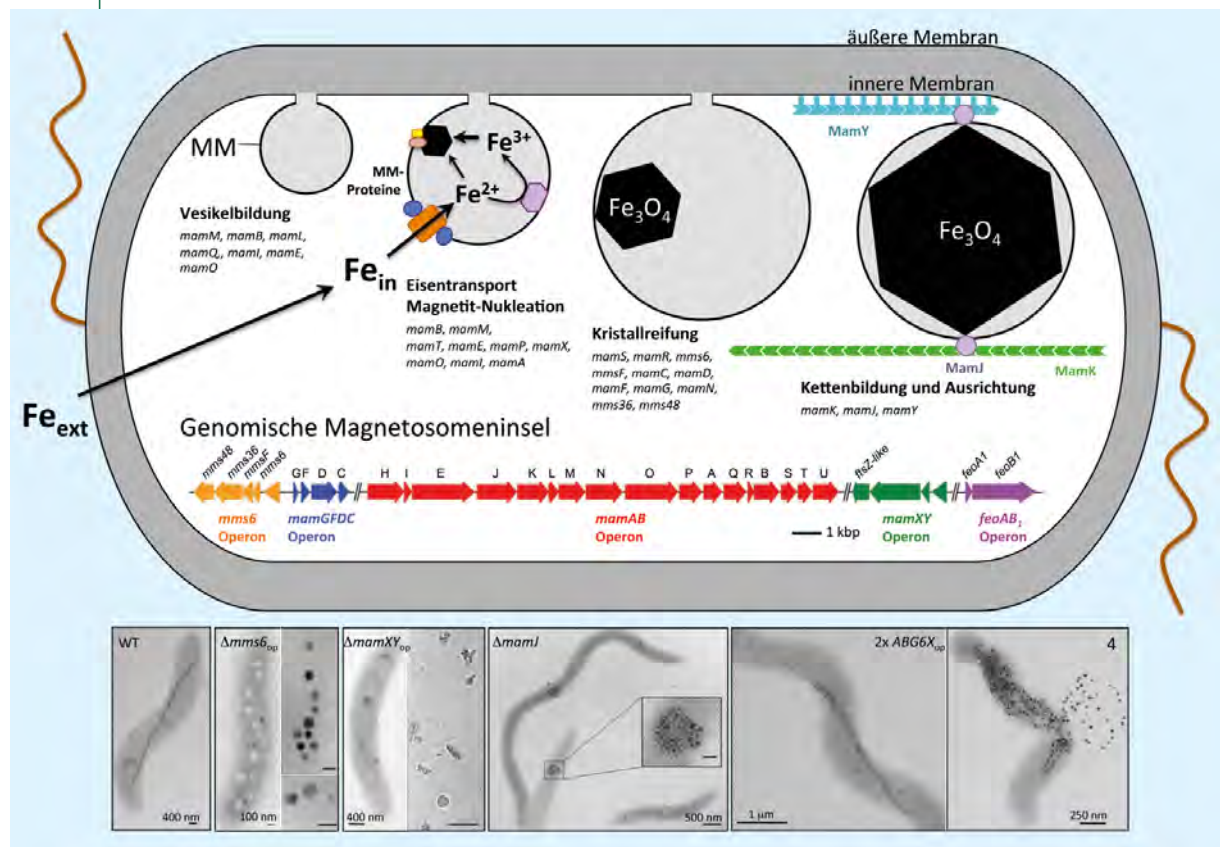 äußere Membran
innere Membran
MamY
MM
MM-
Proteine
Fe3+
Fe2+
Fe3O4
Fe3O4
Vesikelbildung
mamM, mamB, mamL,
mamQ,, mamI, mamE,
mamO
Fein
Eisentransport
Magnetit-Nukleation
mamB, mamM,
mamT, mamE, mamP, mamX,
mamO, mamI, mamA
Kristallreifung
mamS, mamR, mms6,
mmsF, mamC, mamD,
mamF, mamG, mamN,
mms36, mms48
MamJ
MamK
Kettenbildung und Ausrichtung
mamK, mamJ, mamY
Feext
Genomische Magnetosomeninsel
mms48
mms36
mmsF
mms6
G F D C H I E J K L M N O P A Q R B S T U
ftsZ-like
feoA1
feoB1
mms6
Operon
mamGFDC
Operon
mamAB
Operon
1 kbp
mamXY
Operon
feoAB1
Operon
WT
400 nm
Δmms6op
100 nm
ΔmamXYop
400 nm
ΔmamJ
500 nm
2x ABG6Xop
1 µm
4
250 nm